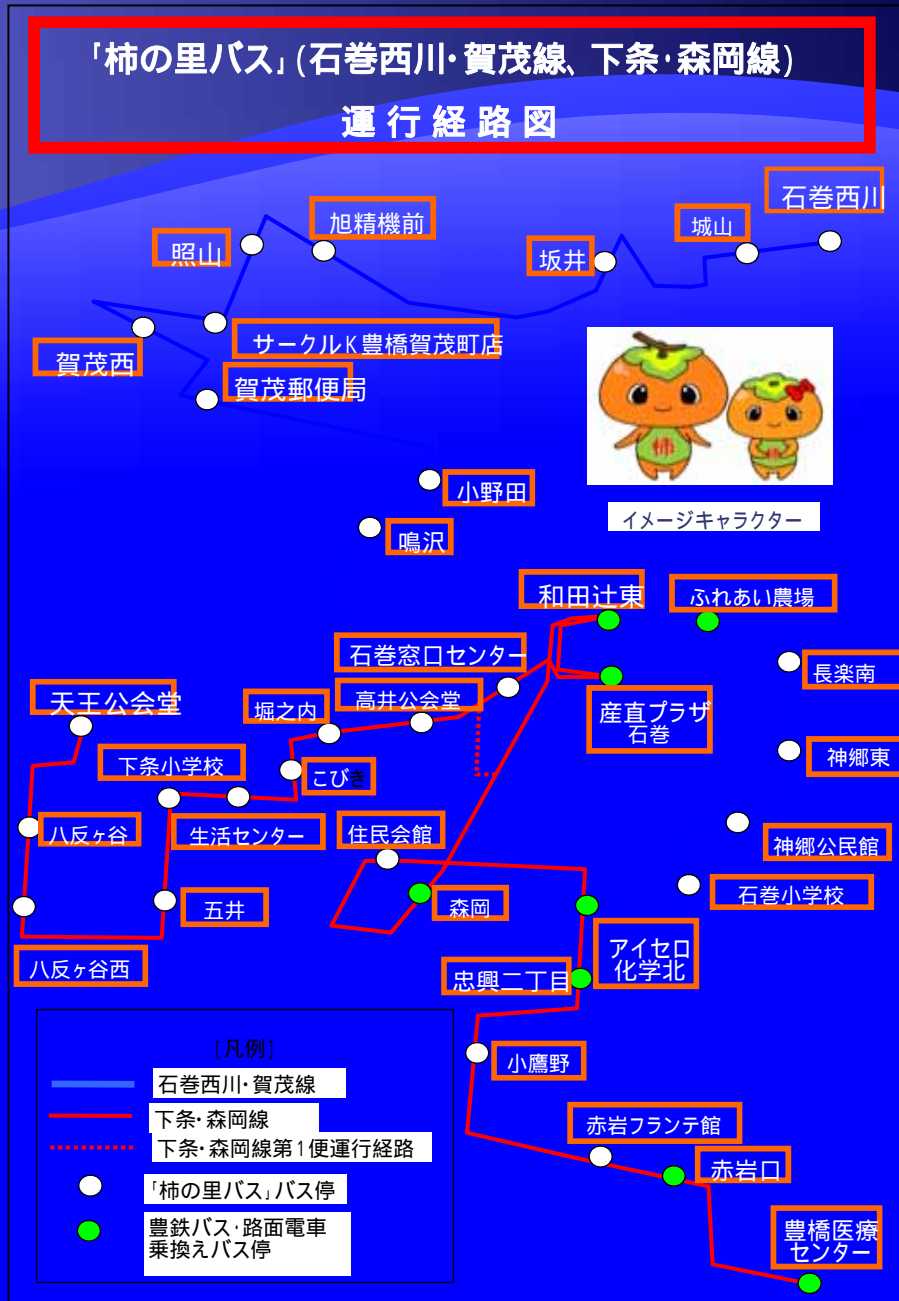 「柿の里バス」(石巻西川・賀茂線、下条・森岡線)
運行経路図
石巻西川
城山
旭精機前
照山
坂井
サークルK豊橋賀茂町店
賀茂西
賀茂郵便局
柿
柿
イメージキャラクター
小野田
鳴沢
和田辻東
ふれあい農場
石巻窓口センター
長楽南
天王公会堂
堀之内
高井公会堂
産直プラザ
石巻
神郷東
下条小学校
こびき
八反ヶ谷
生活センター
住民会館
神郷公民館
石巻小学校
五井
森岡
アイセロ
化学北
八反ヶ谷西
忠興二丁目
[凡例]
小鷹野
石巻西川・賀茂線
下条・森岡線
下条・森岡線第1便運行経路
赤岩フランテ館
赤岩口
「柿の里バス」バス停
豊鉄バス・路面電車
乗換えバス停
豊橋医療
センター